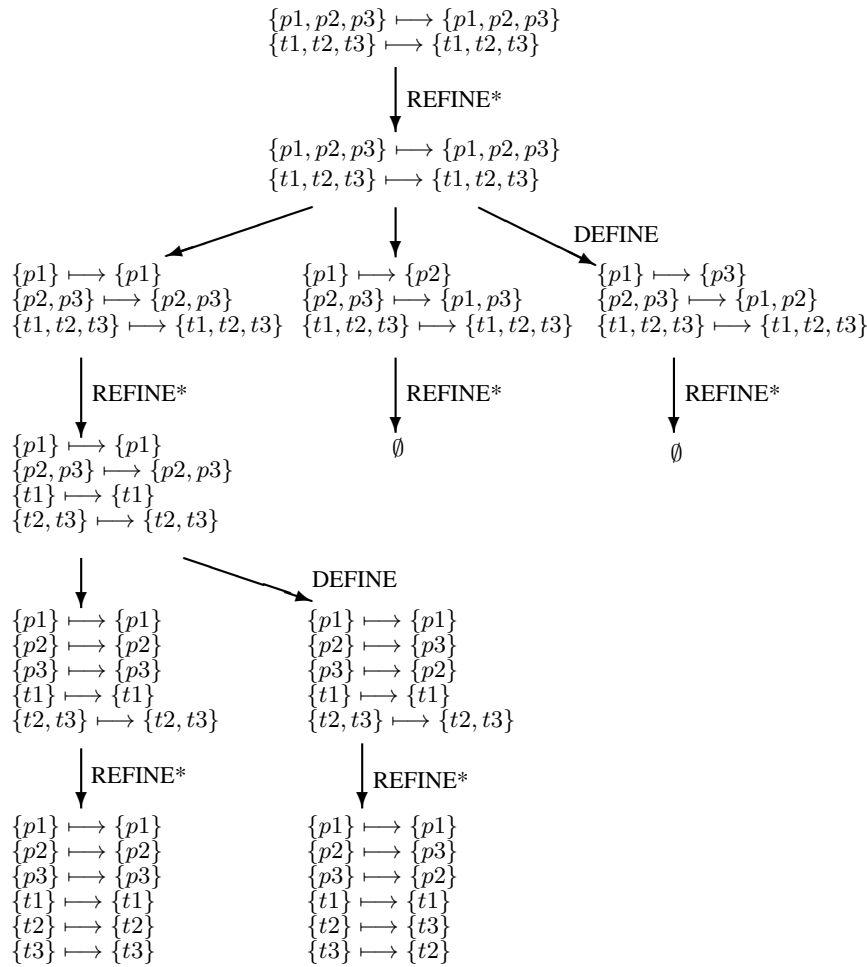 {p1, p2, p3} ⟼ {p1, p2, p3}
{t1, t2, t3} ⟼ {t1, t2, t3}
REFINE*
{p1, p2, p3} ⟼ {p1, p2, p3}
{t1, t2, t3} ⟼ {t1, t2, t3}
DEFINE
{p1} ⟼ {p1}
{p2, p3} ⟼ {p2, p3}
{t1, t2, t3} ⟼ {t1, t2, t3}
{p1} ⟼ {p2}
{p2, p3} ⟼ {p1, p3}
{t1, t2, t3} ⟼ {t1, t2, t3}
{p1} ⟼ {p3}
{p2, p3} ⟼ {p1, p2}
{t1, t2, t3} ⟼ {t1, t2, t3}
REFINE*
REFINE*
REFINE*
{p1} ⟼ {p1}
{p2, p3} ⟼ {p2, p3}
{t1} ⟼ {t1}
{t2, t3} ⟼ {t2, t3}
∅
∅
DEFINE
{p1} ⟼ {p1}
{p2} ⟼ {p2}
{p3} ⟼ {p3}
{t1} ⟼ {t1}
{t2, t3} ⟼ {t2, t3}
{p1} ⟼ {p1}
{p2} ⟼ {p3}
{p3} ⟼ {p2}
{t1} ⟼ {t1}
{t2, t3} ⟼ {t2, t3}
REFINE*
REFINE*
{p1} ⟼ {p1}
{p2} ⟼ {p2}
{p3} ⟼ {p3}
{t1} ⟼ {t1}
{t2} ⟼ {t2}
{t3} ⟼ {t3}
{p1} ⟼ {p1}
{p2} ⟼ {p3}
{p3} ⟼ {p2}
{t1} ⟼ {t1}
{t2} ⟼ {t3}
{t3} ⟼ {t2}